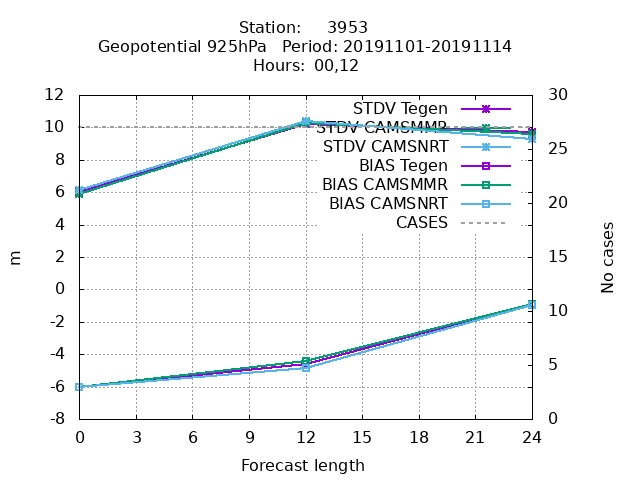 Station: 3953
Geopotential 925hPa Period: 20191101-20191114
Hours: 00,12
12
10
8
6
4
2
0
-2
-4
-6
-8
m
30
25
20
15
10
5
0
No cases
STDV Tegen
STDV CAMSMMR
STDV CAMSNRT
BIAS Tegen
BIAS CAMSMMR
BIAS CAMSNRT
CASES
0 3 6 9 12 15 18 21 24
Forecast length